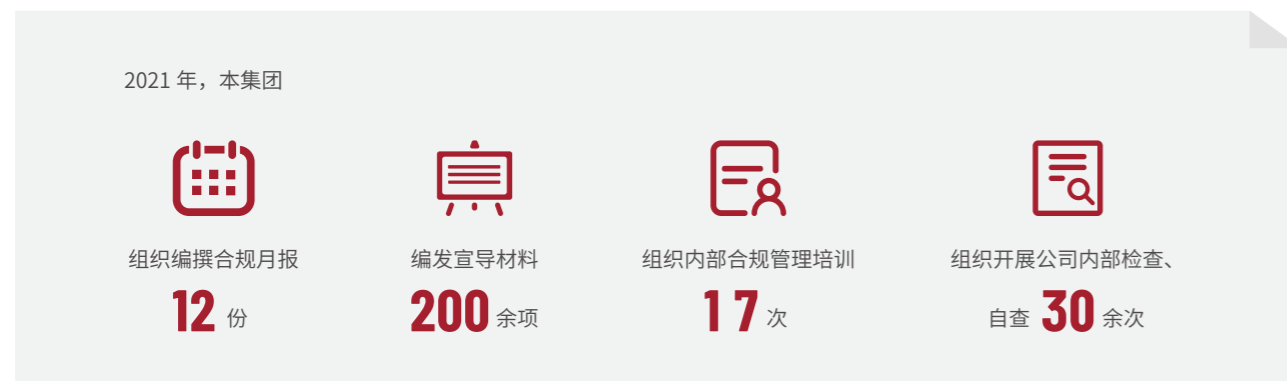 2021 年，本集团
组织编撰合规月报
12 份
编发宣导材料
200 余项
组织内部合规管理培训
17 次
组织开展公司内部检查、
自查 30 余次